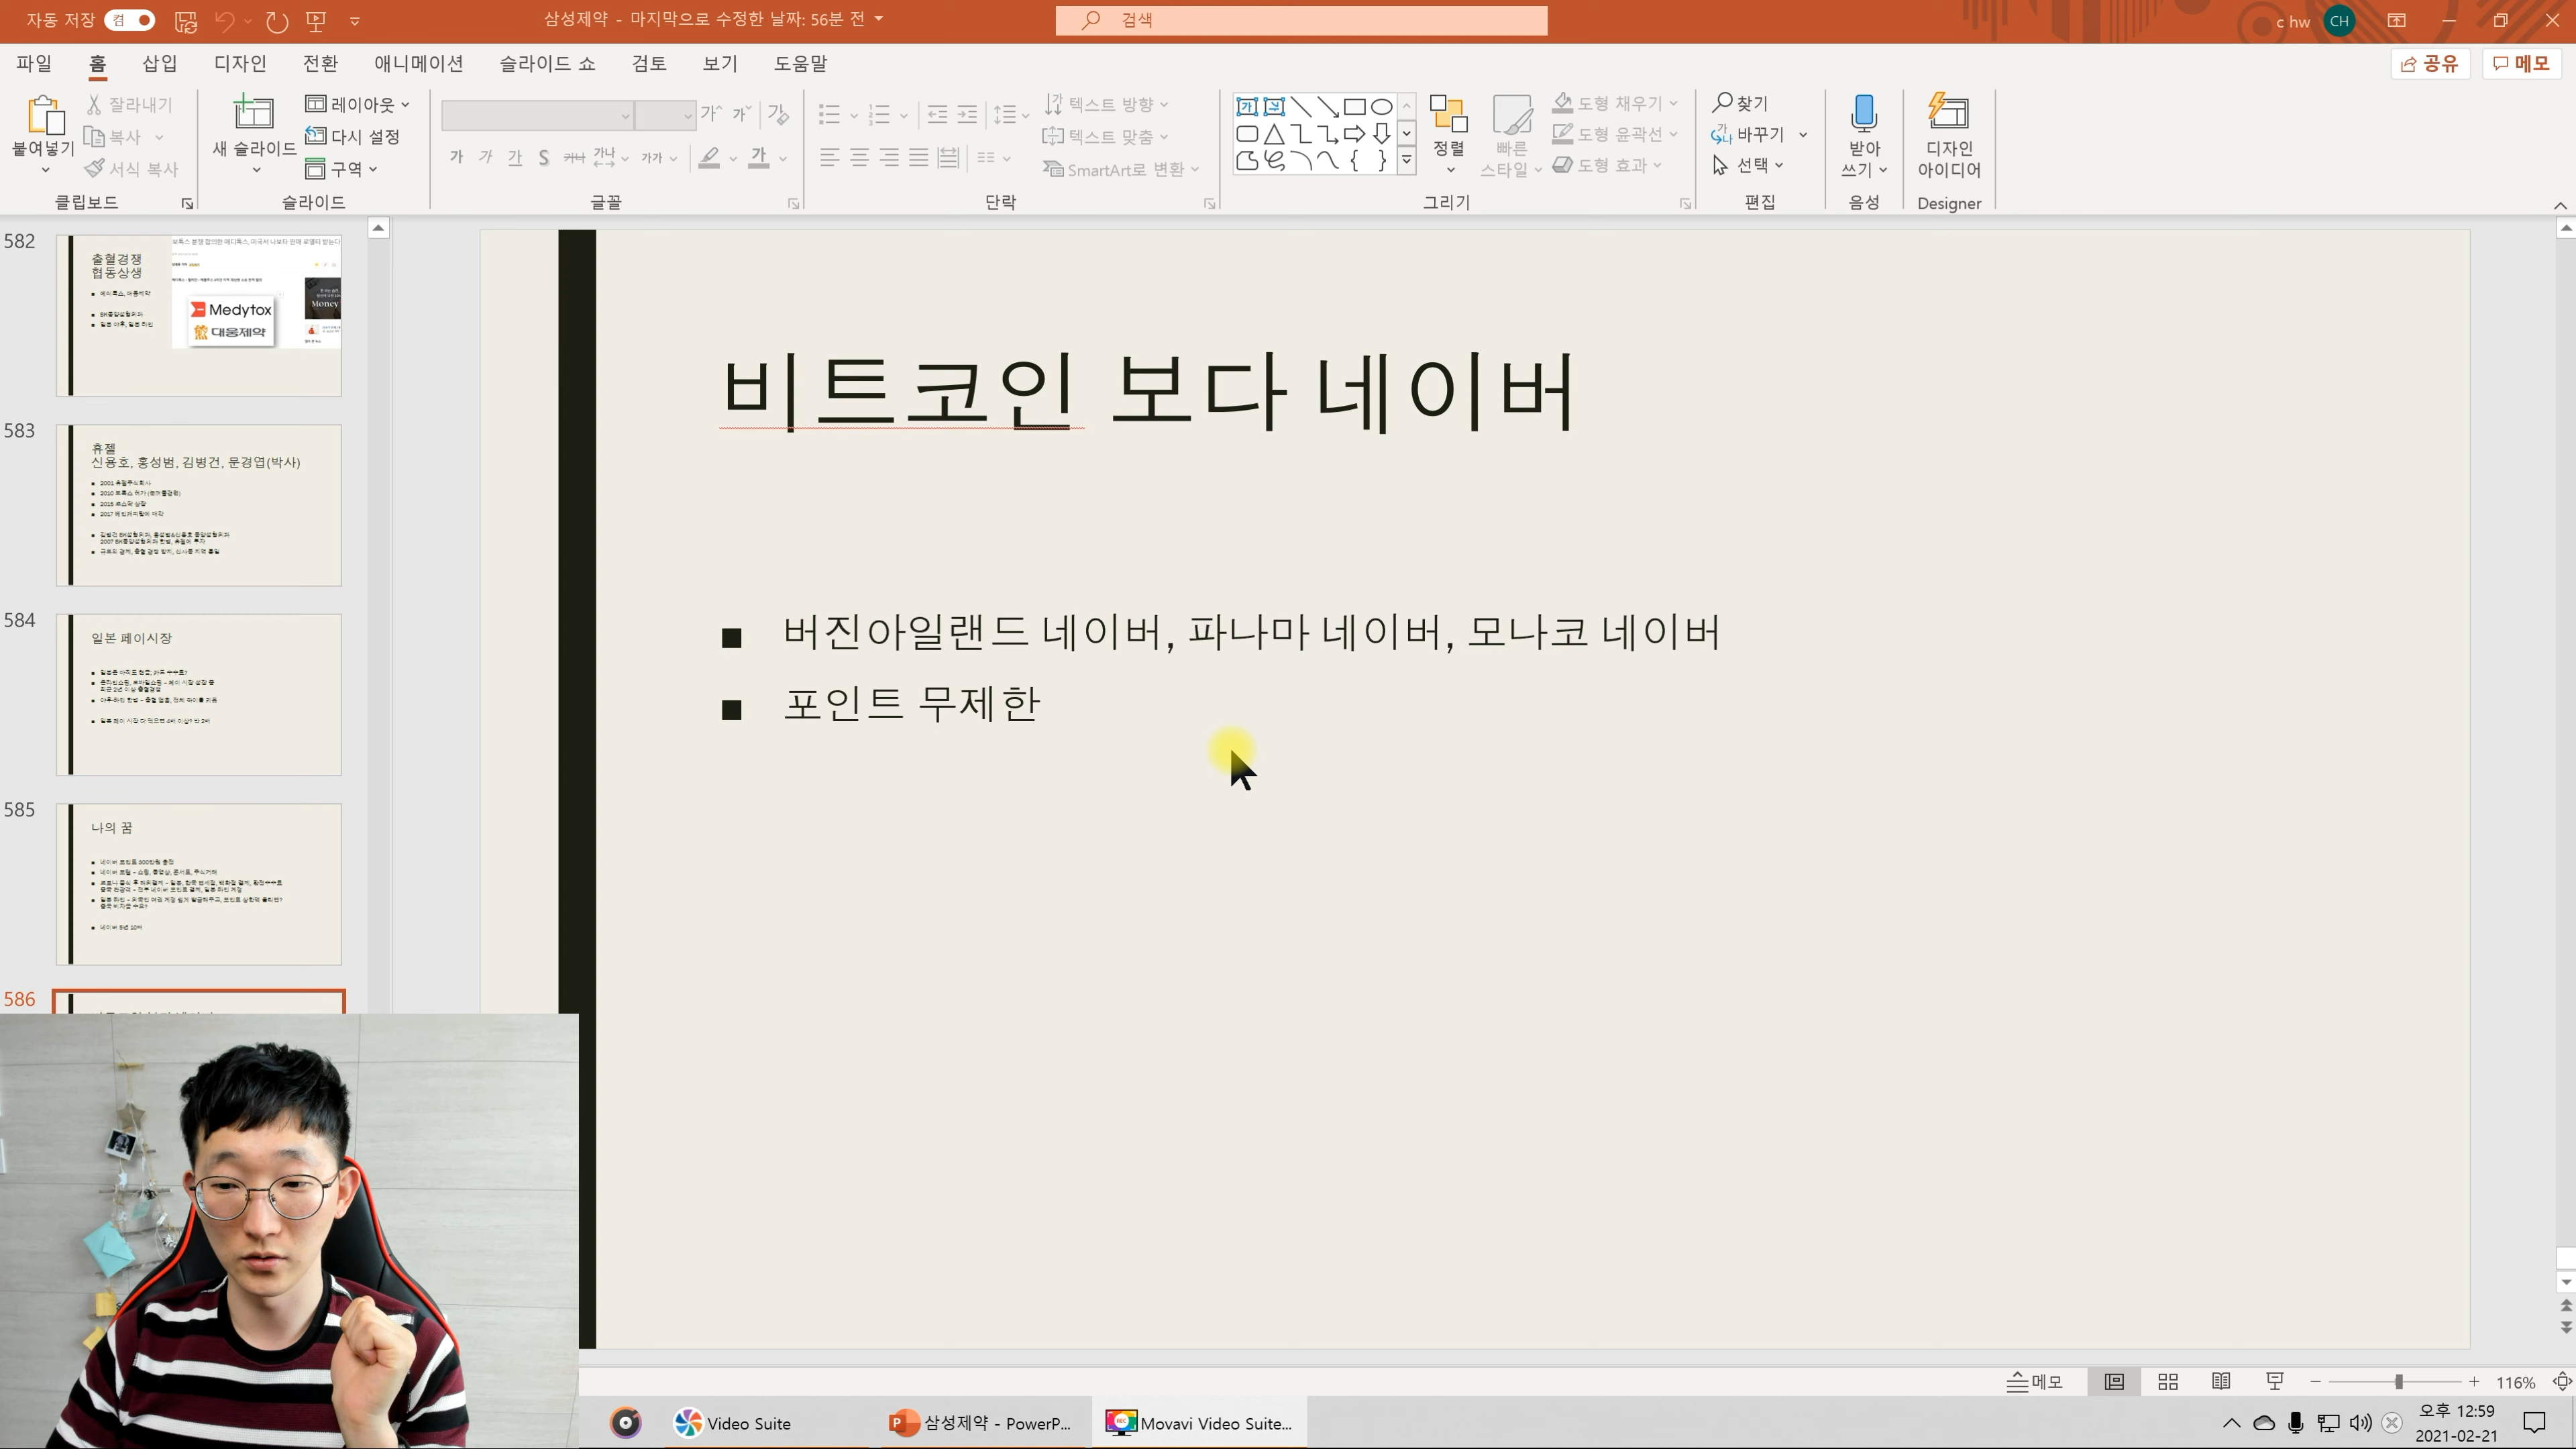 자동 저장 켬
삼성제약 - 마지막으로 수정한 날짜: 56분 전
검색
c hw CH
파일 홈 삽입 디자인 전환 애니메이션 슬라이드 쇼 검토 보기 도움말
공유 메모
붙여넣기
잘라내기
복사
서식 복사
클립보드
새 슬라이드
레이아웃
다시 설정
구역
슬라이드
글꼴
텍스트 방향
텍스트 맞춤
SmartArt로 변환
단락
정렬
빠른
스타일
도형 채우기
도형 윤곽선
도형 효과
그리기
찾기
바꾸기
선택
편집
받아
쓰기
음성
디자인
아이디어
Designer
582
출혈경쟁
협동상생
메디톡스, 대웅제약
Medytox
대웅제약
Money
583
휴젤
신용호, 홍성범, 김병건, 문경엽(박사)
584
일본 페이시장
585
나의 꿈
586
비트코인 보다 네이버
■ 버진아일랜드 네이버, 파나마 네이버, 모나코 네이버
■ 포인트 무제한
메모
116%
Video Suite
삼성제약 - PowerP...
Movavi Video Suite...
오후 12:59
2021-02-21